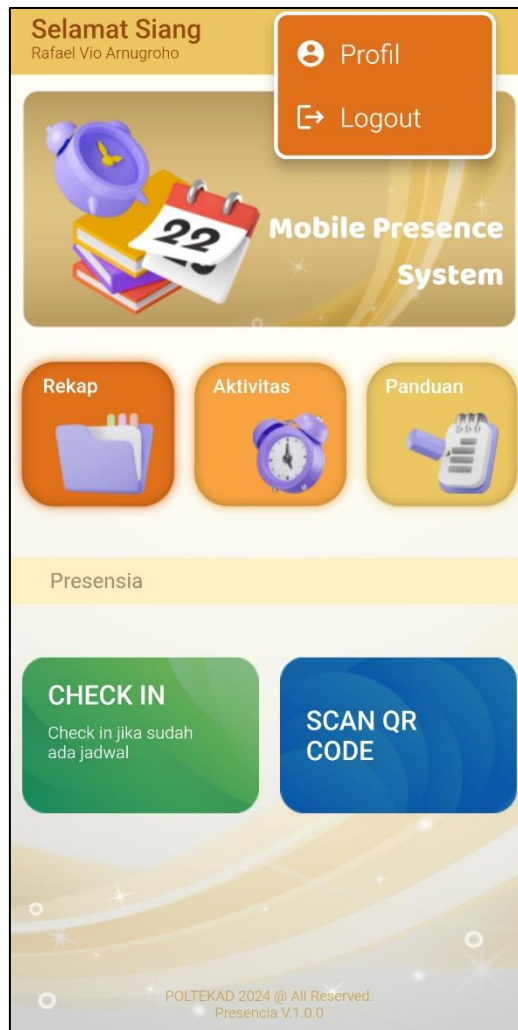 Selamat Siang
Rafael Vio Arnugroho
Profil
Logout
22
Mobile Presence
System
Rekap
Aktivitas
Panduan
Presensia
CHECK IN
Check in jika sudah
ada jadwal
SCAN QR
CODE
POLTEKAD 2024 @ All Reserved.
Presencia V.1.0.0